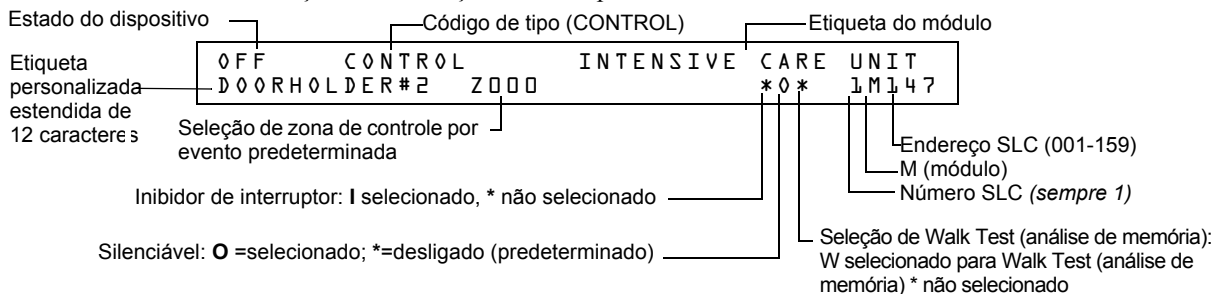 Estado do dispositivo
Código de tipo (CONTROL)
Etiqueta do módulo
Etiqueta
personalizada
estendida de
12 caracteres
OFF CONTROL INTENSIVE CARE UNIT
DOORHOLDER#2 Z000 *0* 1M147
Seleção de zona de controle por
evento predeterminada
Endereço SLC (001-159)
M (módulo)
Número SLC (sempre 1)
Inibidor de interruptor: I selecionado, * não selecionado
Silenciável: O =selecionado; *=desligado (predeterminado)
Seleção de Walk Test (análise de memória):
W selecionado para Walk Test (análise de
memória) * não selecionado